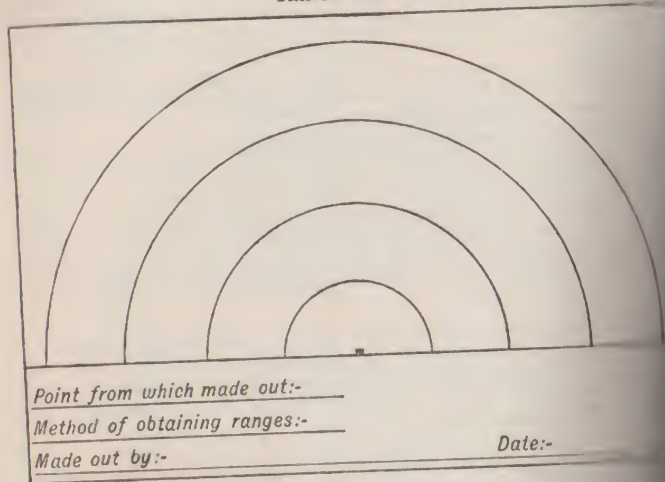 Point from which made out:-
Method of obtaining ranges:-
Made out by:- Date:-